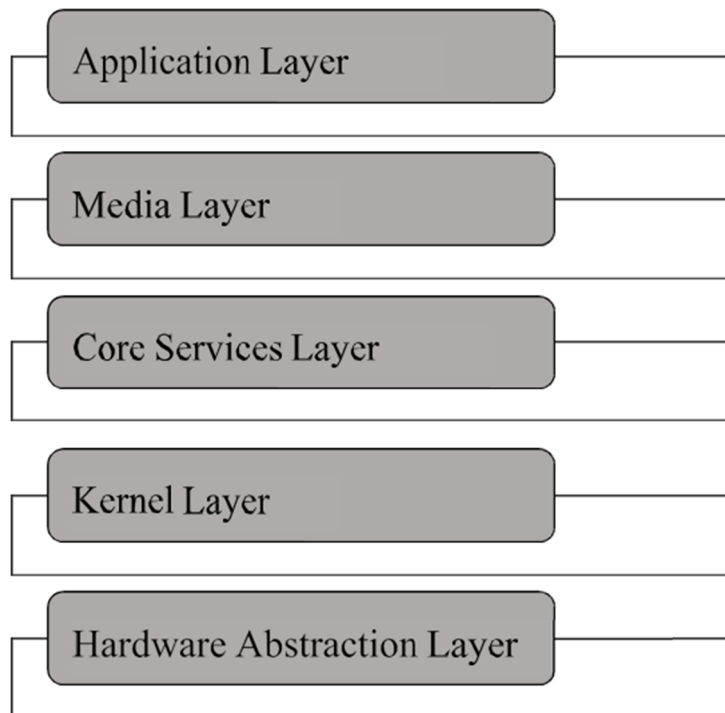 Application Layer
Media Layer
Core Services Layer
Kernel Layer
Hardware Abstraction Layer